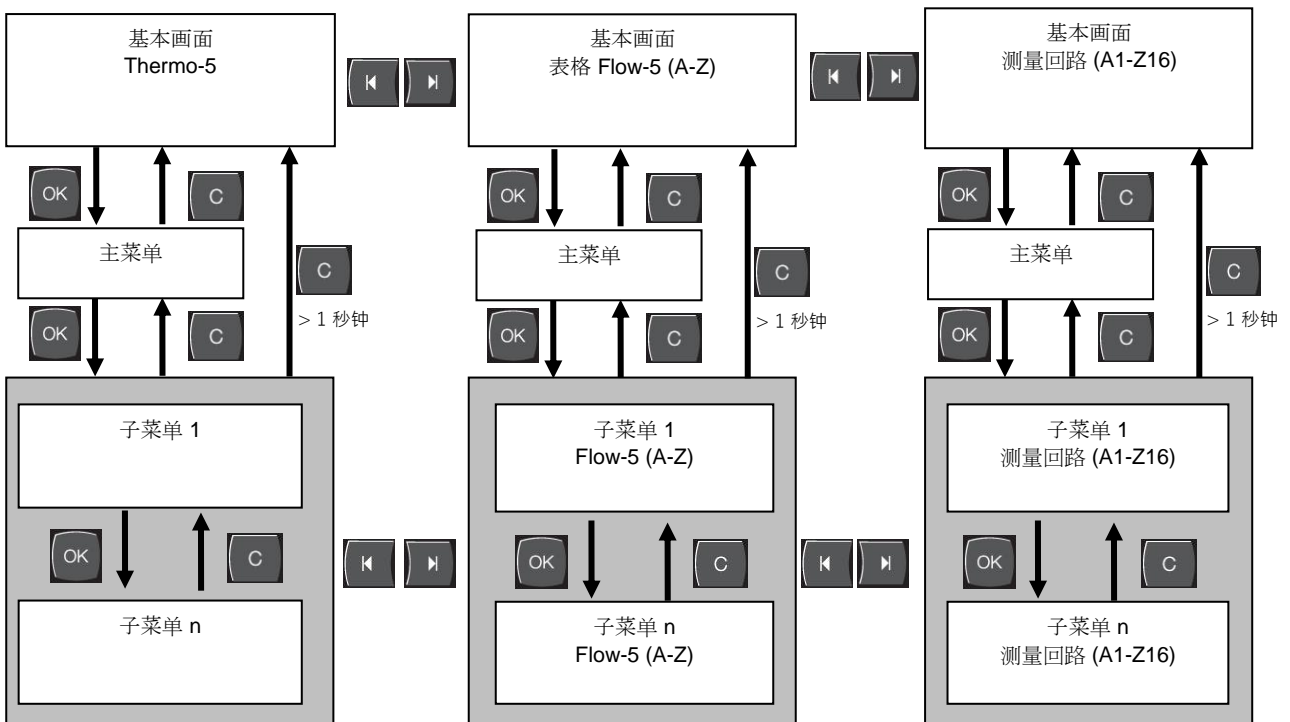 基本画面
Thermo-5
基本画面
表格 Flow-5 (A-Z)
基本画面
测量回路 (A1-Z16)
OK
C
OK
C
OK
C
主菜单
主菜单
主菜单
C
> 1 秒钟
C
> 1 秒钟
C
> 1 秒钟
OK
C
OK
C
OK
C
子菜单 1
子菜单 1
Flow-5 (A-Z)
子菜单 1
测量回路 (A1-Z16)
OK
C
OK
C
OK
C
子菜单 n
子菜单 n
Flow-5 (A-Z)
子菜单 n
测量回路 (A1-Z16)